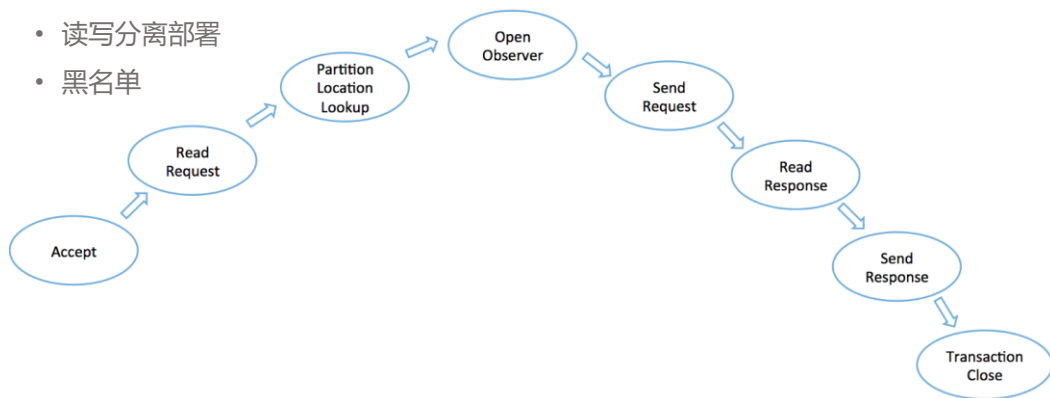 • 读写分离部署
• 黑名单
Accept
Read
Request
Partition
Location
Lookup
Open
Observer
Send
Request
Read
Response
Send
Response
Transaction
Close